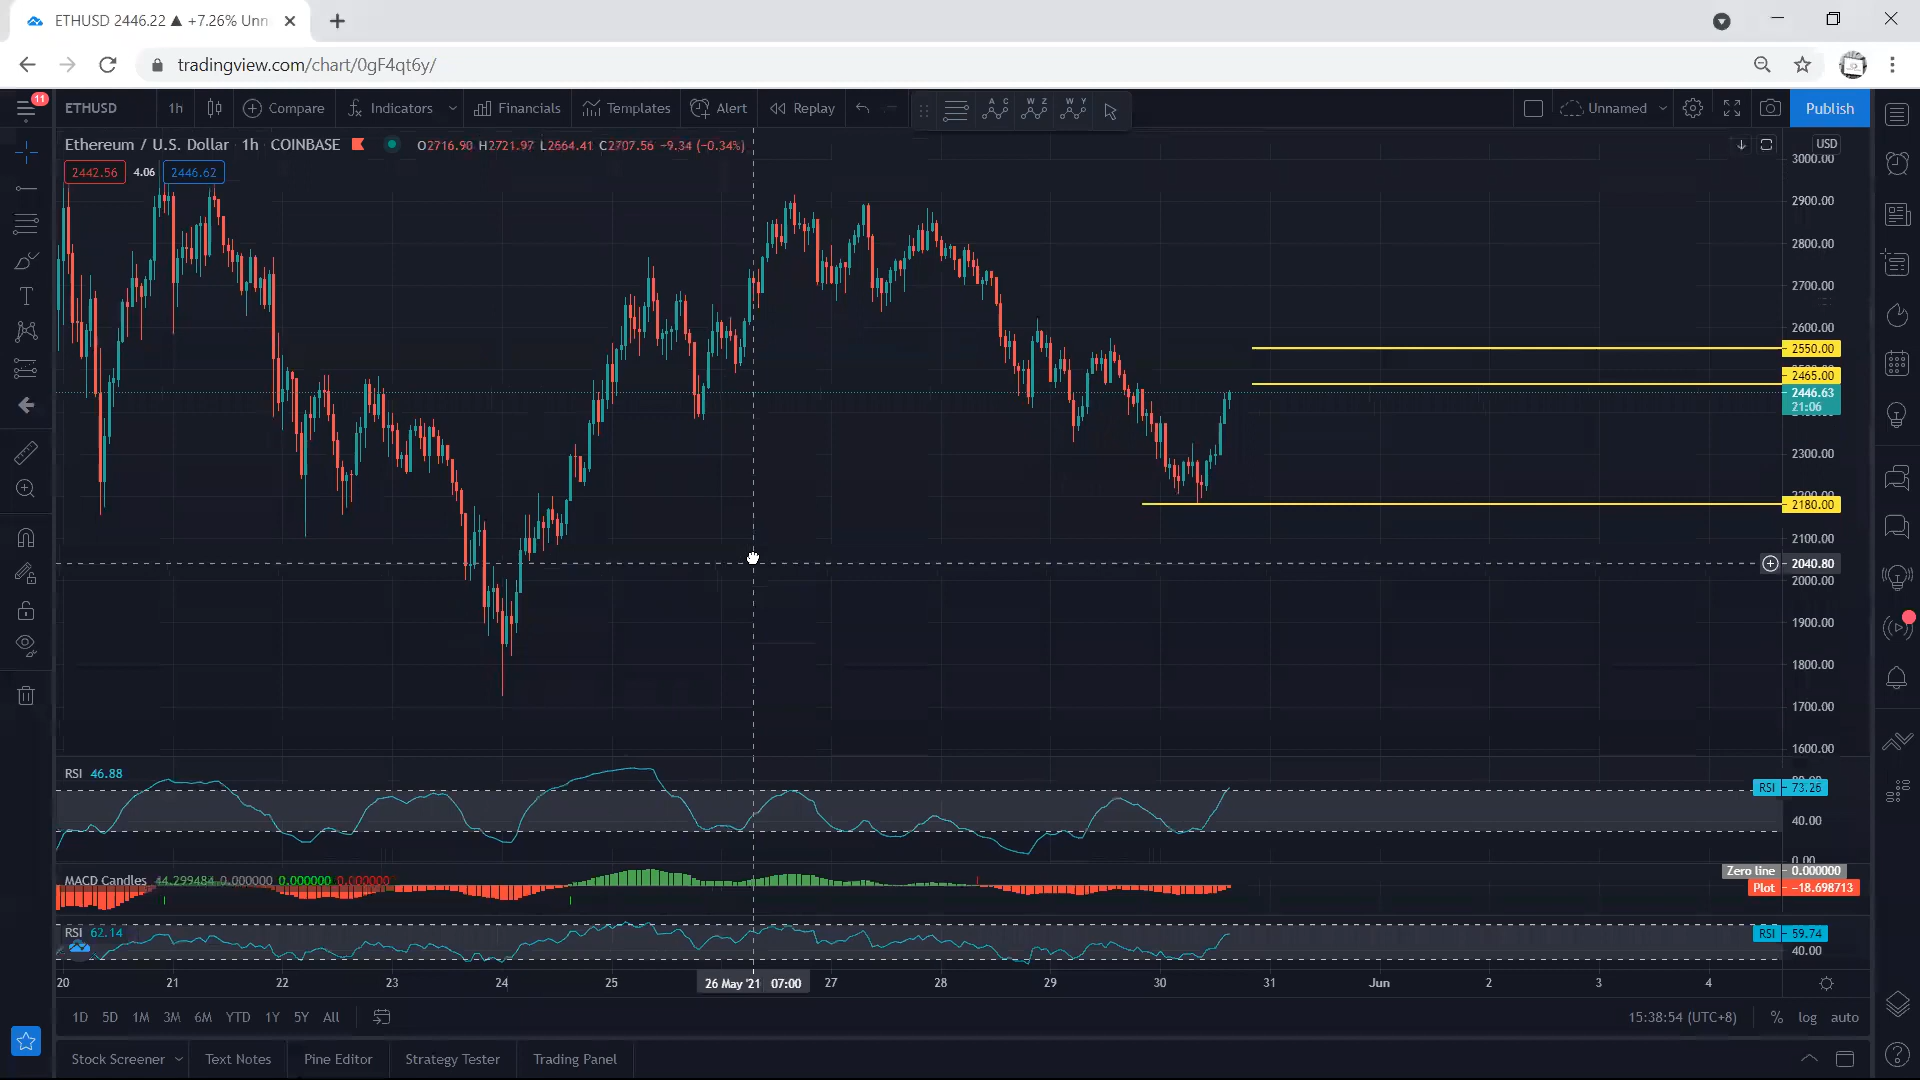 ETHUSD 2446.22 ▲ +7.26% Unn
tradingview.com/chart/0gF4qt6y/
11
ETHUSD 1h Compare Indicators Financials Templates Alert Replay Unnamed Publish
A C W Z W Y
Ethereum / U.S. Dollar 1h COINBASE O2716.90 H2721.97 L2664.41 C2707.56 −9.34 (−0.34%)
USD
2442.56 4.06 2446.62
3000.00
2900.00
2800.00
2700.00
2600.00
2550.00
2465.00
2446.63
21:06
2300.00
2200.00
2180.00
2100.00
2040.80
2000.00
1900.00
1800.00
1700.00
1600.00
RSI 46.88
RSI 73.26
40.00
0.00
MACD Candles 44.299484 0.000000 0.000000 0.000000
Zero line 0.000000
Plot −18.698713
RSI 62.14
RSI 59.74
40.00
20 21 22 23 24 25 26 May '21 07:00 27 28 29 30 31 Jun 2 3 4
1D 5D 1M 3M 6M YTD 1Y 5Y All 15:38:54 (UTC+8) % log auto
Stock Screener Text Notes Pine Editor Strategy Tester Trading Panel